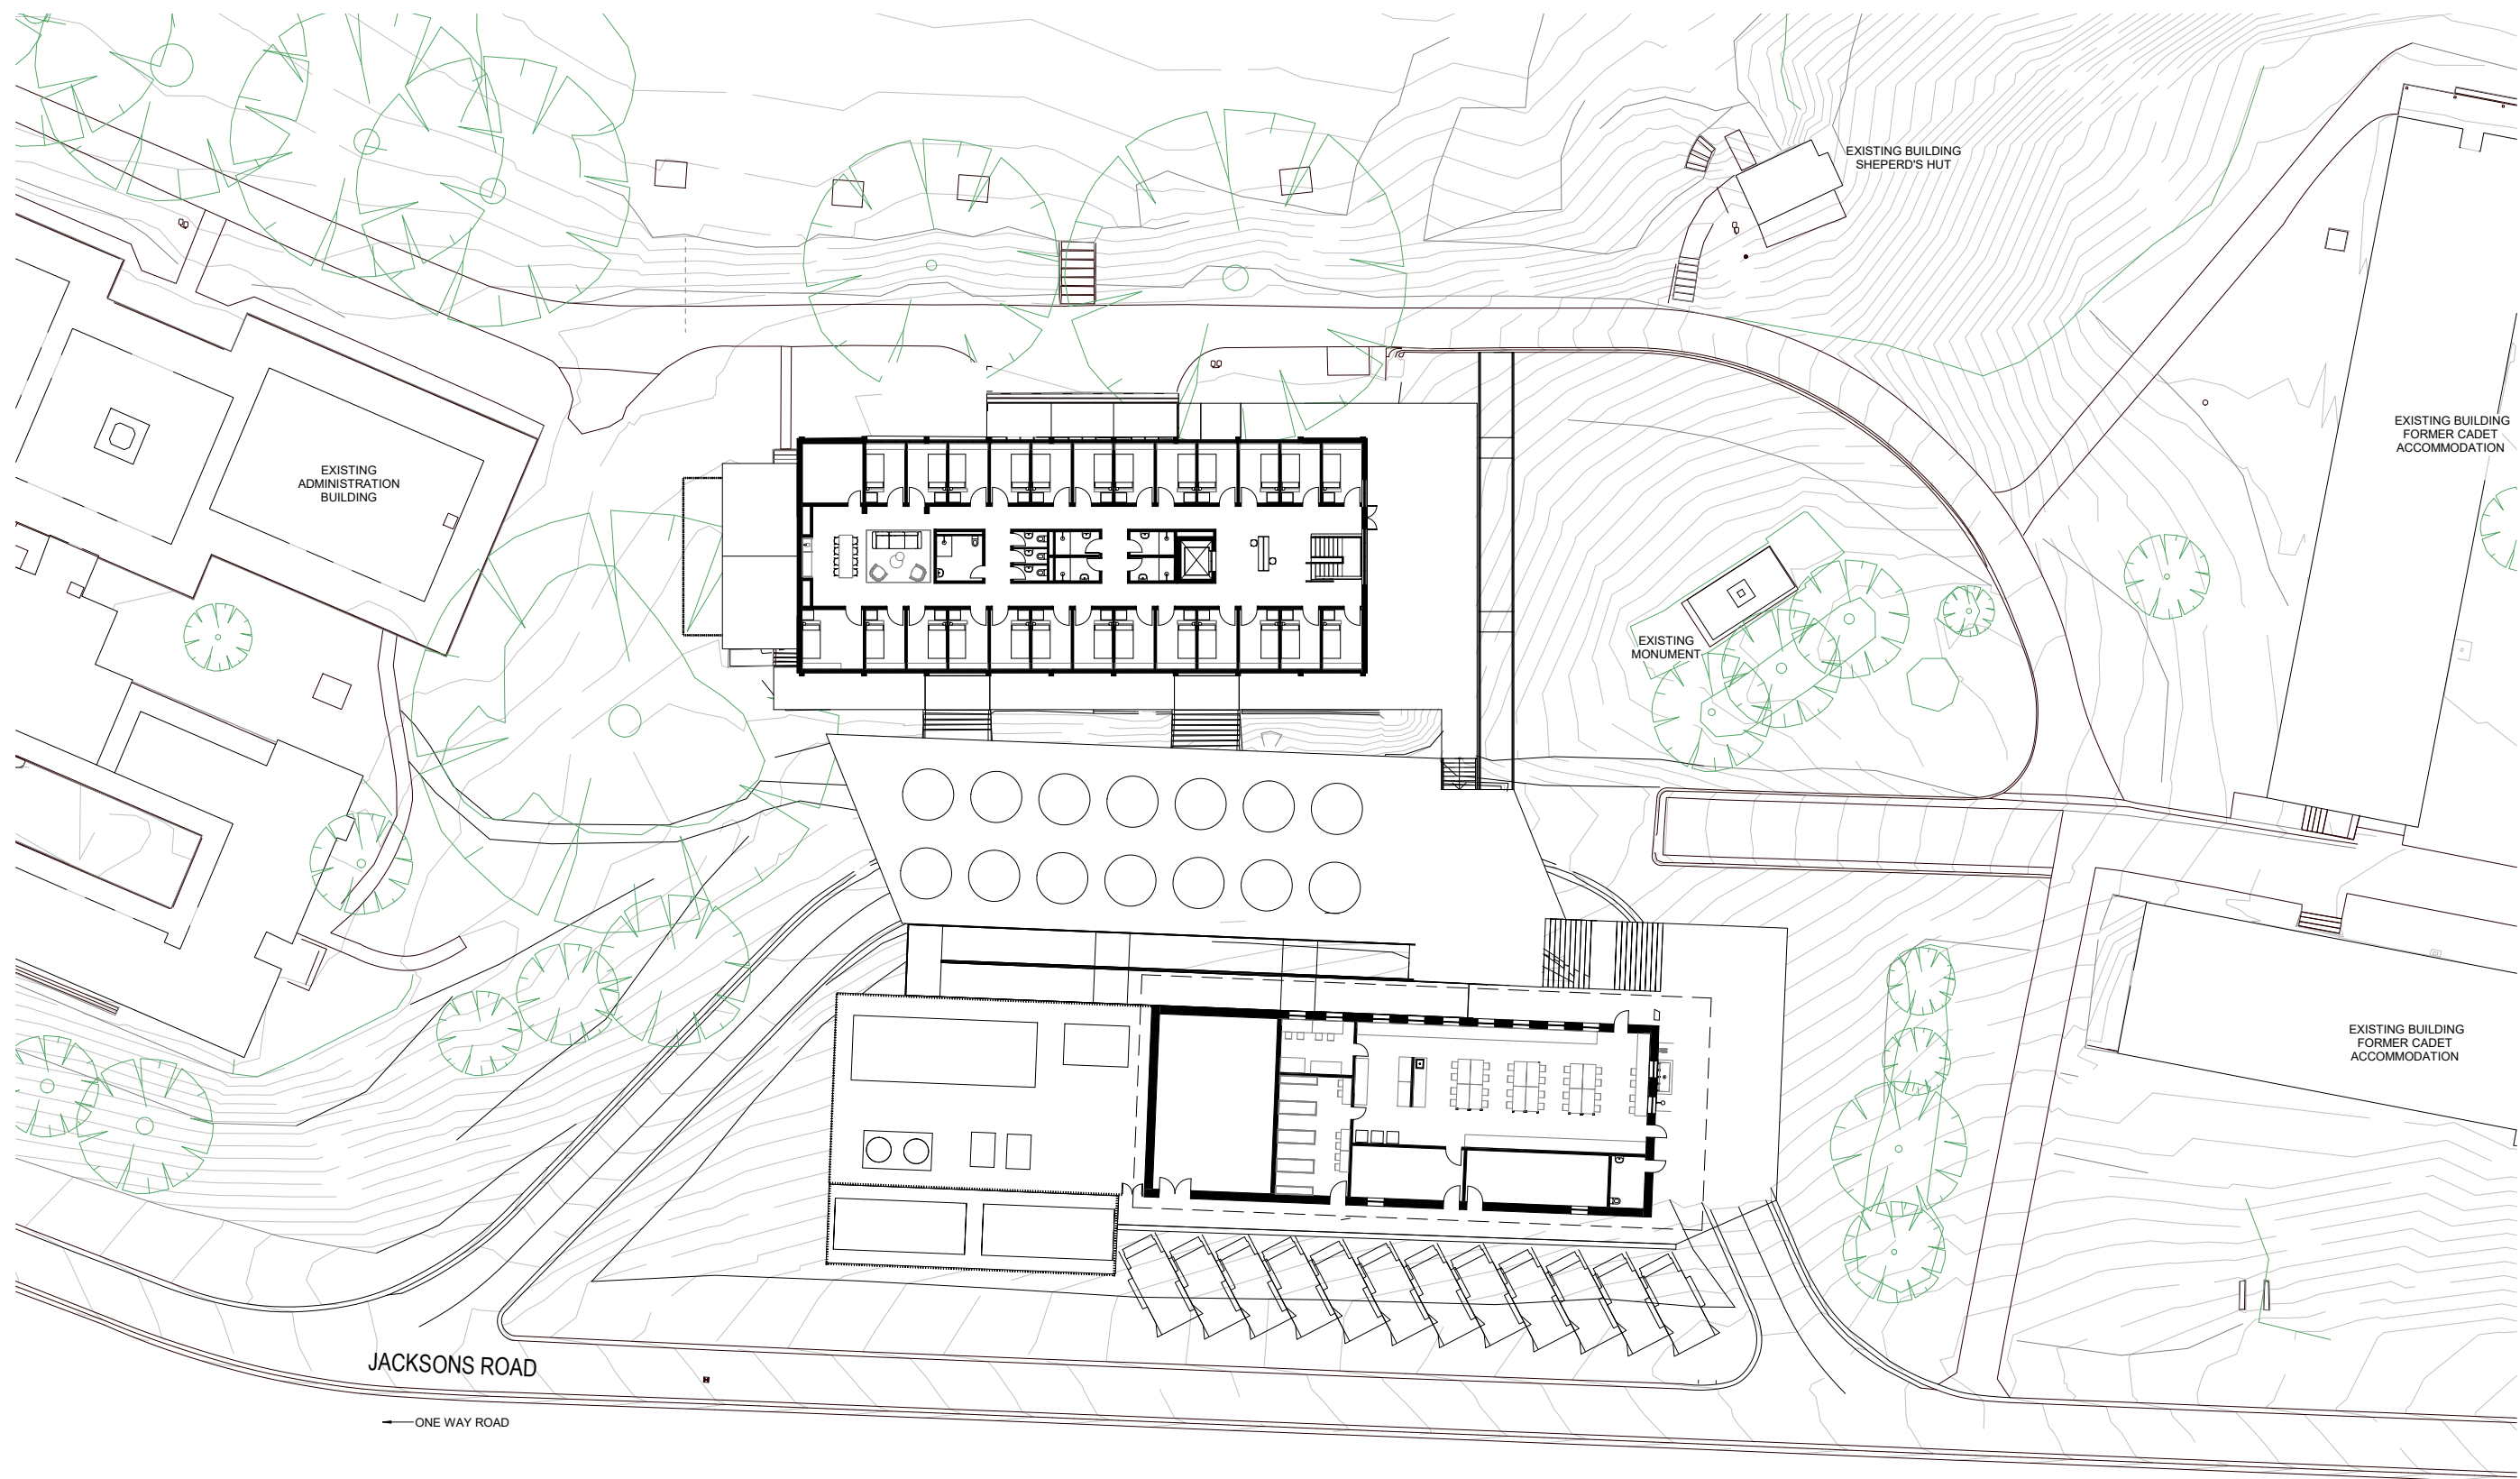 EXISTING BUILDING
SHEPERD'S HUT
EXISTING BUILDING
FORMER CADET
ACCOMMODATION
EXISTING
ADMINISTRATION
BUILDING
EXISTING
MONUMENT
EXISTING BUILDING
FORMER CADET
ACCOMMODATION
JACKSONS ROAD
ONE WAY ROAD